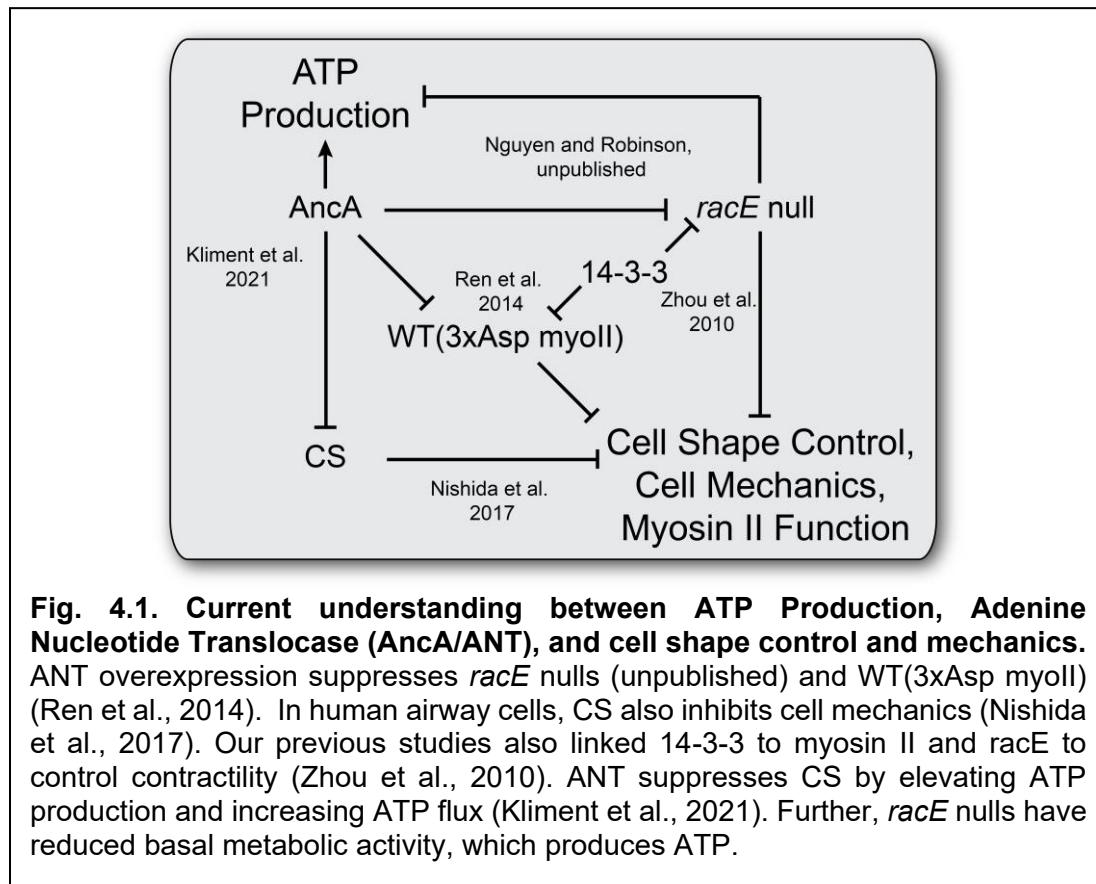 ATP
Production
Nguyen and Robinson,
unpublished
AncA
racE null
Kliment et al.
2021
Ren et al.
2014
14-3-3
Zhou et al.
2010
WT(3xAsp myoII)
CS
Nishida et al.
2017
Cell Shape Control,
Cell Mechanics,
Myosin II Function
Fig. 4.1. Current understanding between ATP Production, Adenine
Nucleotide Translocase (AncA/ANT), and cell shape control and mechanics.
ANT overexpression suppresses racE nulls (unpublished) and WT(3xAsp myoII)
(Ren et al., 2014). In human airway cells, CS also inhibits cell mechanics (Nishida
et al., 2017). Our previous studies also linked 14-3-3 to myosin II and racE to
control contractility (Zhou et al., 2010). ANT suppresses CS by elevating ATP
production and increasing ATP flux (Kliment et al., 2021). Further, racE nulls have
reduced basal metabolic activity, which produces ATP.